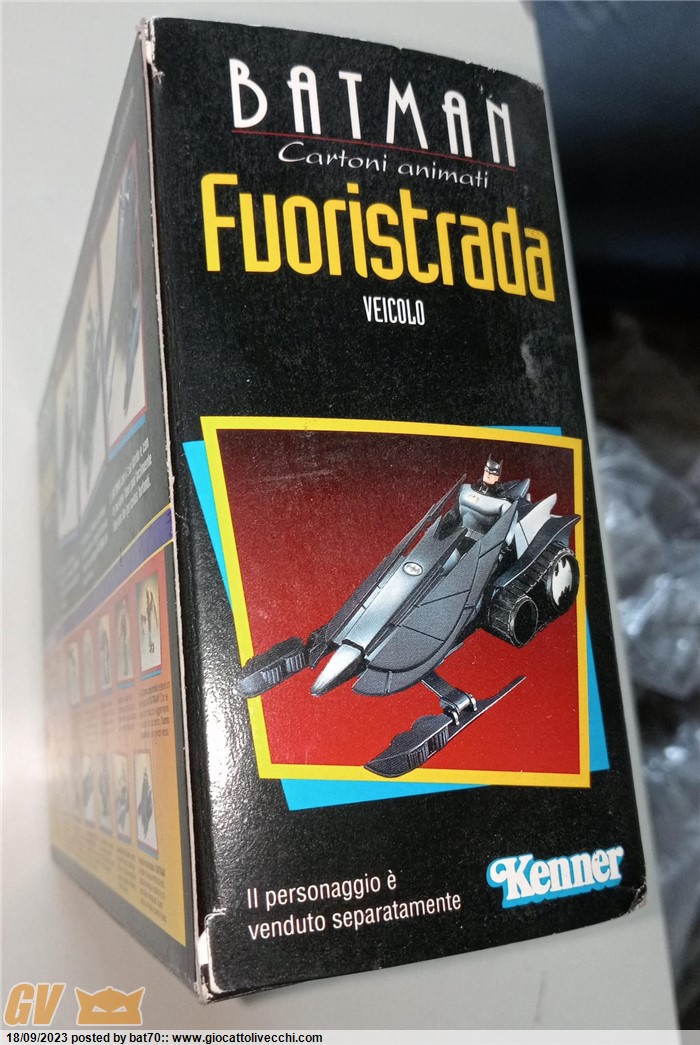 BATMAN
Cartoni animati
Fuoristrada
VEICOLO
Il personaggio è
venduto separatamente
Kenner
GV
18/09/2023 posted by bat70:: www.giocattolivecchi.com